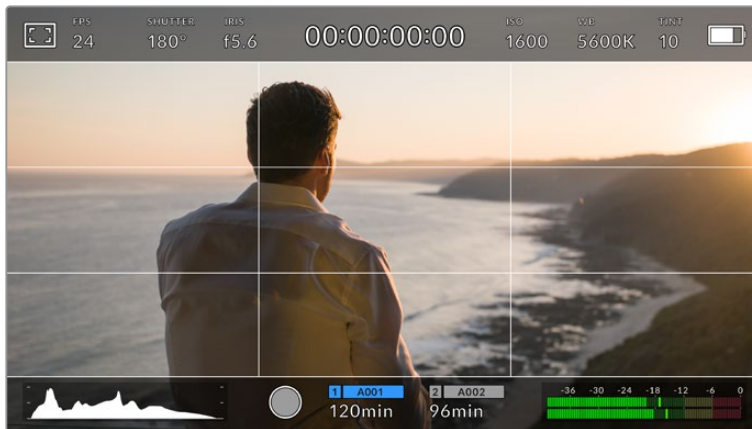 FPS SHUTTER IRIS ISO WB TINT
24 180° f5.6 00:00:00:00 1600 5600K 10
1 A001 2 A002 -36 -30 -24 -18 -12 -6 0
120min 96min